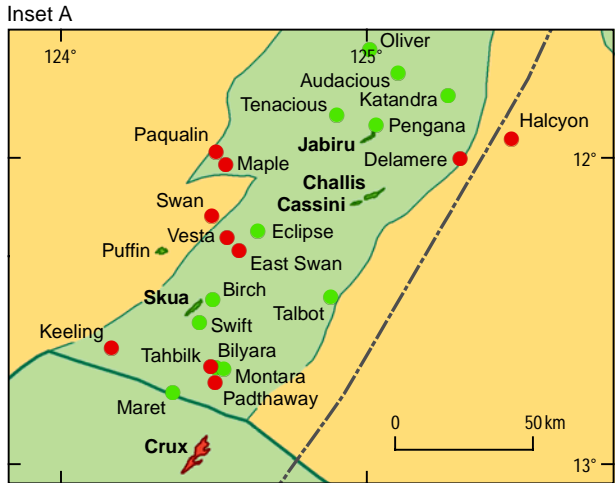 Inset A
124°
125°
Oliver
Audacious
Katandra
Tenacious
Pengana
Halcyon
Paqualin
Jabiru
Maple
Delamere
12°
Challis
Cassini
Swan
Vesta
Eclipse
Puffin
East Swan
Birch
Skua
Talbot
Swift
Keeling
Tahbilk
Bilyara
Montara
Padthaway
Maret
0
50 km
Crux
13°